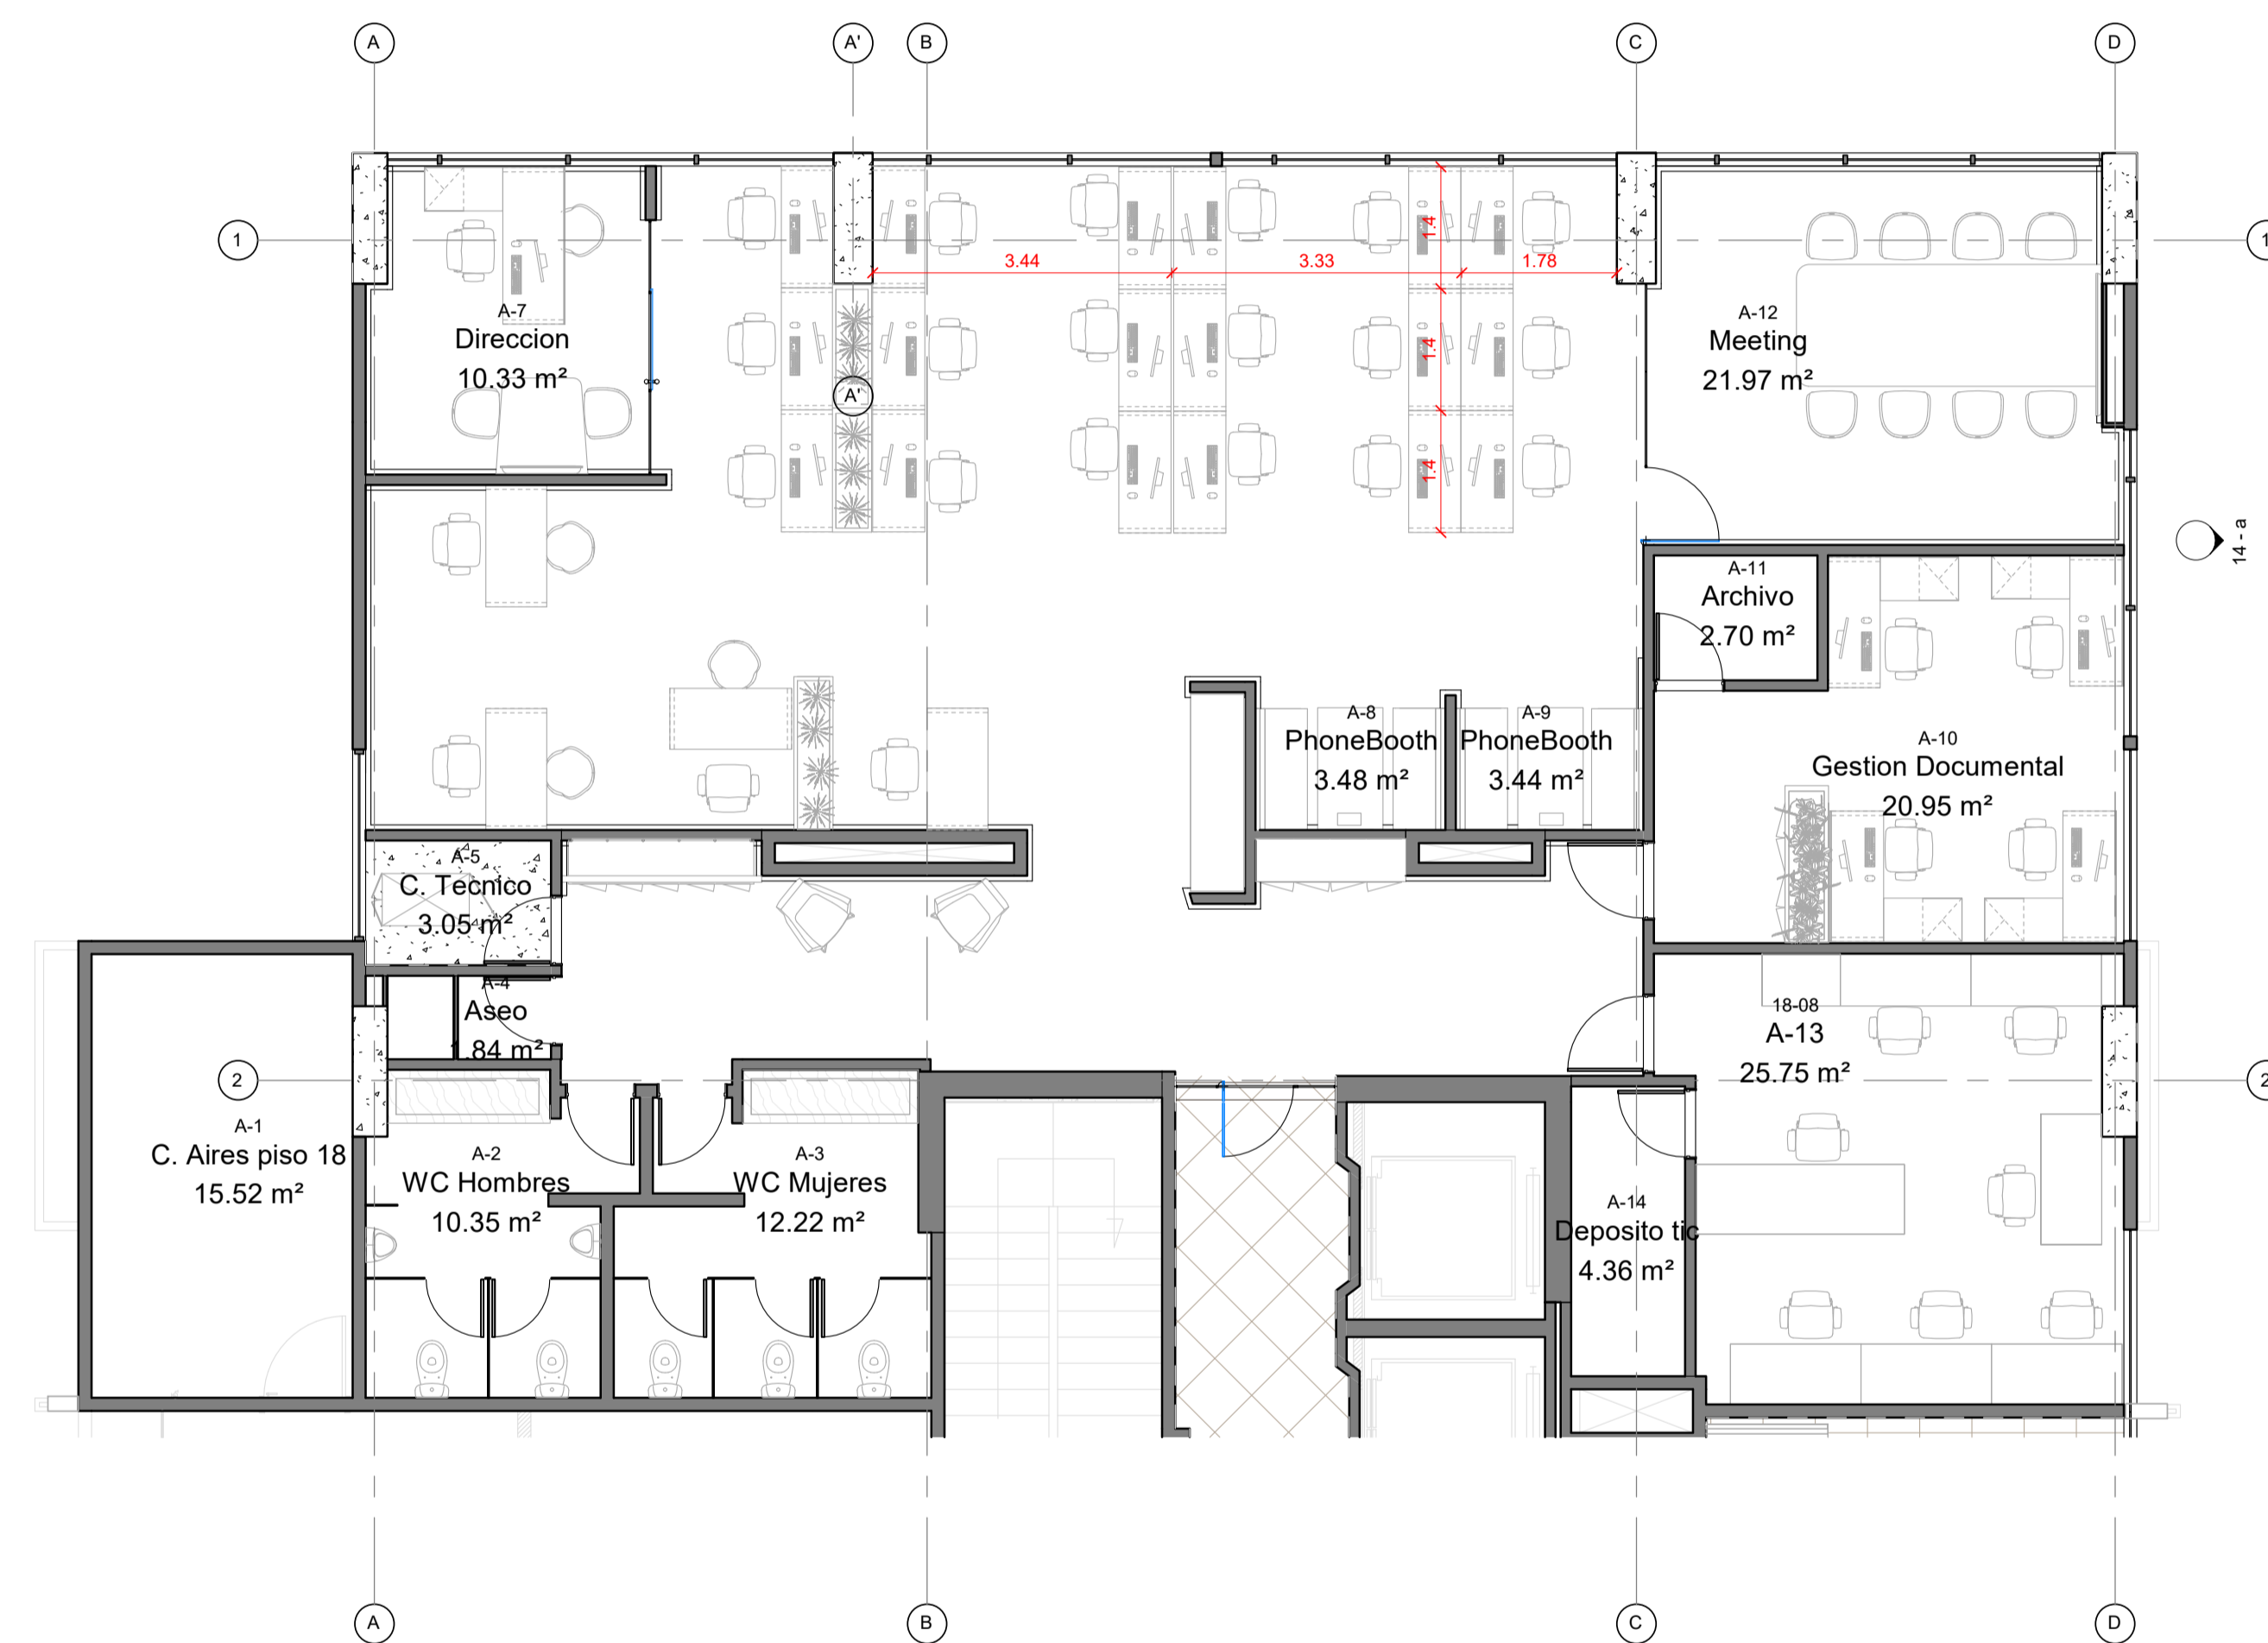 A
A'
B
C
D
1
1
3.44
3.33
1.78
1.4
1.4
1.4
A-7
Direccion
10.33 m²
A'
A-12
Meeting
21.97 m²
14 - a
A-11
Archivo
2.70 m²
A-8
PhoneBooth
3.48 m²
A-9
PhoneBooth
3.44 m²
A-10
Gestion Documental
20.95 m²
A-5
C. Tecnico
3.05 m²
A-4
Aseo
1.84 m²
18-08
A-13
25.75 m²
2
2
A-1
C. Aires piso 18
15.52 m²
A-2
WC Hombres
10.35 m²
A-3
WC Mujeres
12.22 m²
A-14
Deposito tic
4.36 m²
A
B
C
D